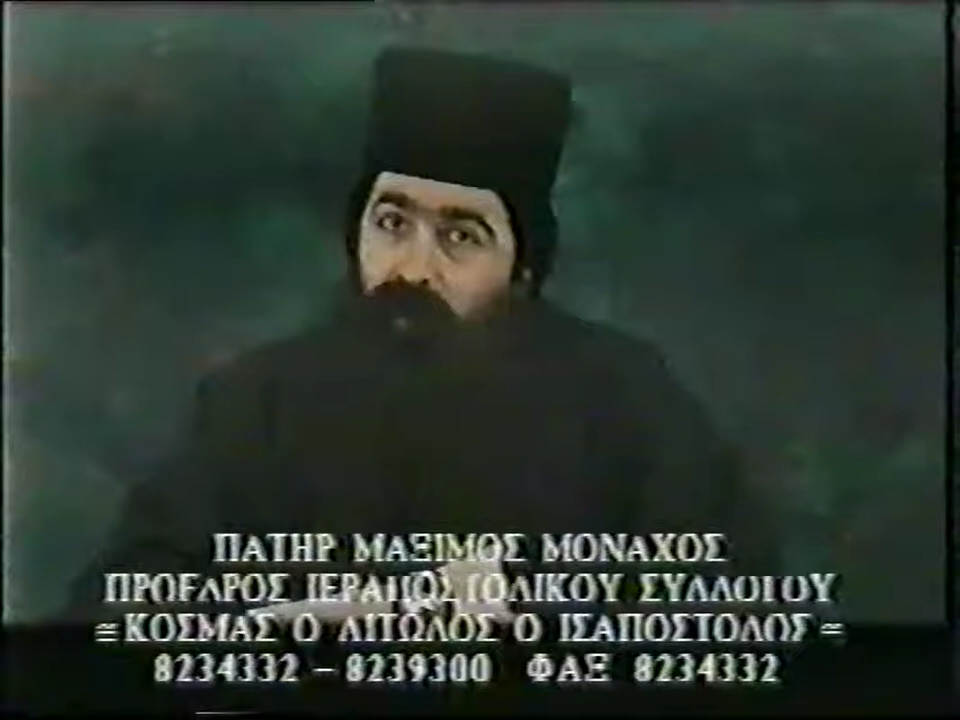 ΠΑΤΗΡ ΜΑΞΙΜΟΣ ΜΟΝΑΧΟΣ
ΠΡΟΕΔΡΟΣ ΙΕΡΑΠΟΣΤΟΛΙΚΟΥ ΣΥΛΛΟΓΟΥ
≅ ΚΟΣΜΑΣ Ο ΑΙΤΩΛΟΣ Ο ΙΣΑΠΟΣΤΟΛΟΣ ≅
8234332 – 8239300 ΦΑΞ 8234332